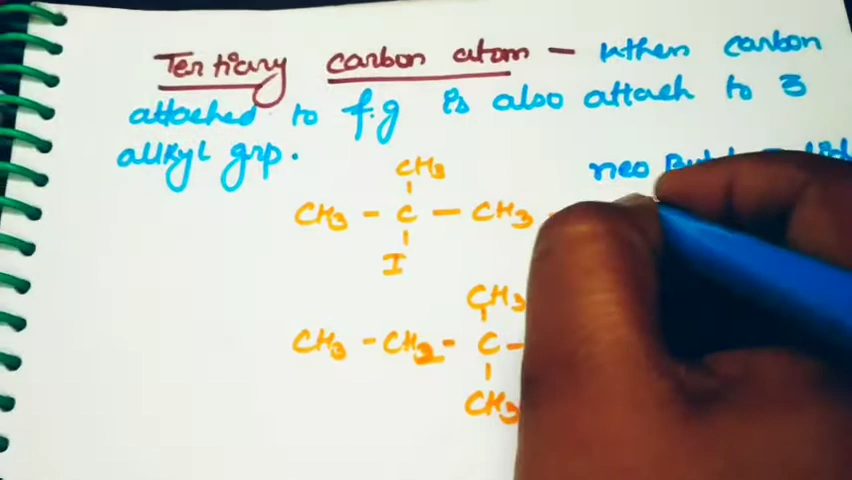 Tertiary carbon atom - When carbon
attached to f.g is also attach to 3
alkyl grp.
neo
CH3
CH3 - C - CH3
I
CH3
CH3 - CH2 - C -
CH3